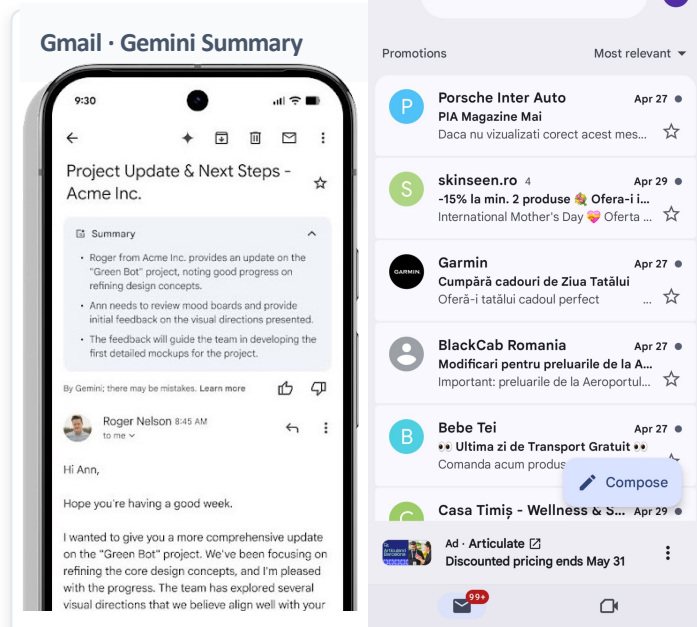 Gmail · Gemini Summary
9:30
Project Update & Next Steps -
Acme Inc.
Summary
• Roger from Acme Inc. provides an update on the
"Green Bot" project, noting good progress on
refining design concepts.
• Ann needs to review mood boards and provide
initial feedback on the visual directions presented.
• The feedback will guide the team in developing the
first detailed mockups for the project.
By Gemini; there may be mistakes. Learn more
Roger Nelson 8:45 AM
to me
Hi Ann,
Hope you're having a good week.
I wanted to give you a more comprehensive update
on the "Green Bot" project. We've been focusing on
refining the core design concepts, and I'm pleased
with the progress. The team has explored several
visual directions that we believe align well with your
Promotions
Most relevant
P
Porsche Inter Auto
Apr 27
PIA Magazine Mai
Daca nu vizualizati corect acest mes...
S
skinseen.ro 4
Apr 29
-15% la min. 2 produse 💐 Ofera-i i...
International Mother's Day 💝 Oferta ...
GARMIN
Garmin
Apr 27
Cumpără cadouri de Ziua Tatălui
Oferă-i tatălui cadoul perfect ...
BlackCab Romania
Apr 27
Modificari pentru preluarile de la A...
Important: preluarile de la Aeroportul...
B
Bebe Tei
Apr 27
👀 Ultima zi de Transport Gratuit 👀
Comanda acum produs
Compose
C
Casa Timiș - Wellness & S...
Apr 29
Ad · Articulate
Discounted pricing ends May 31
99+